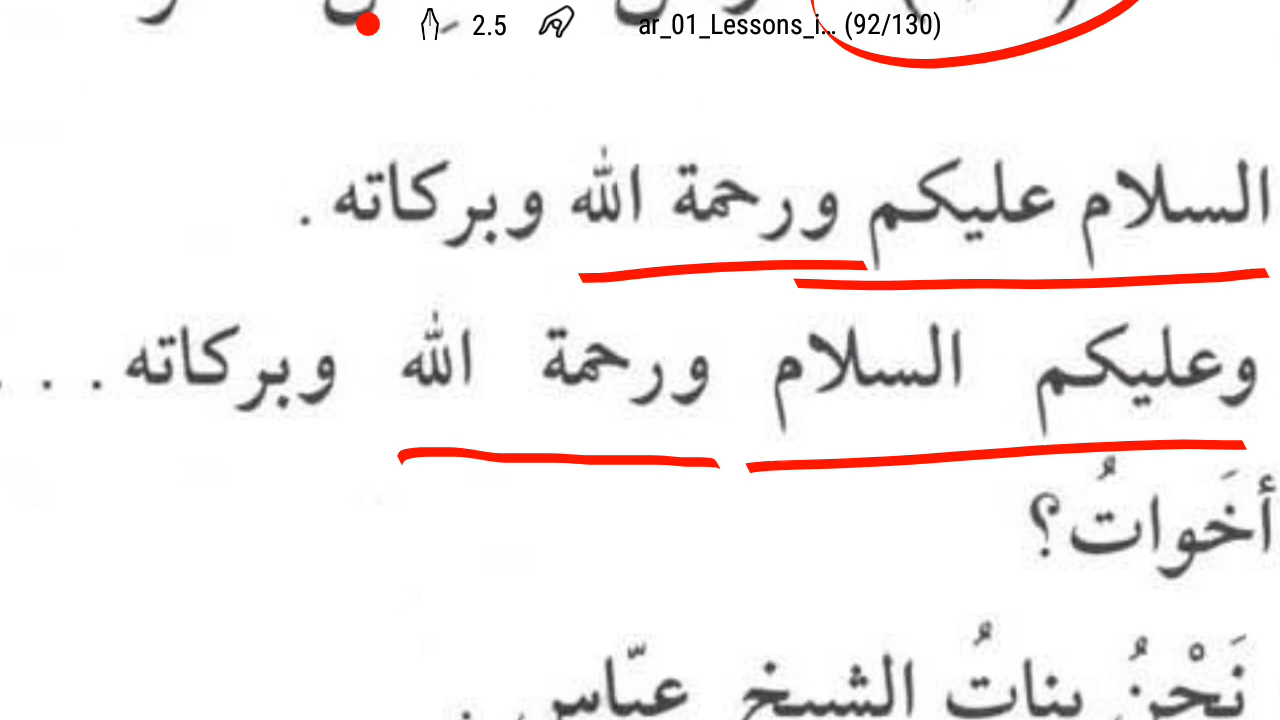 2.5 ar_01_Lessons_i… (92/130)
السلام عليكم ورحمة الله وبركاته .
وعليكم السلام ورحمة الله وبركاته . . .
أخَواتُ؟
نَحْنُ بناتُ الشيخ عبّاس .